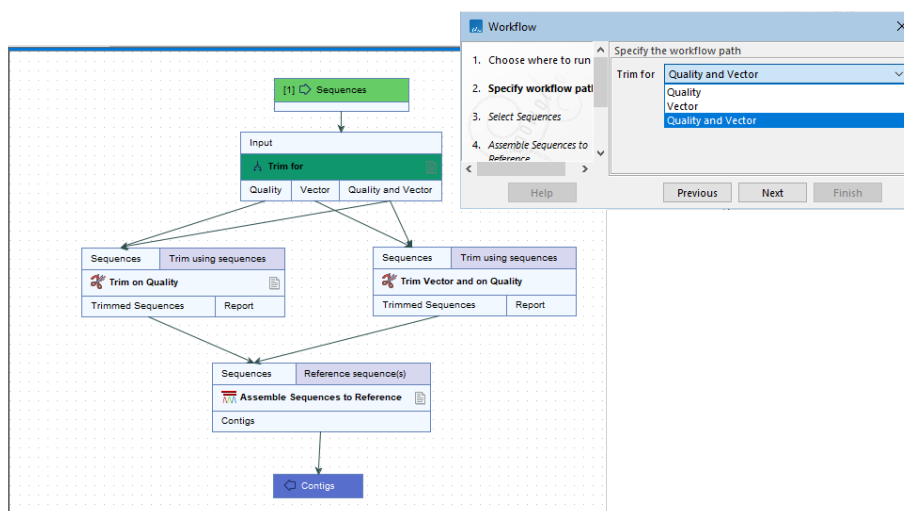 [1] Sequences
Input
Trim for
Quality
Vector
Quality and Vector
Sequences
Trim using sequences
Trim on Quality
Trimmed Sequences
Report
Sequences
Trim using sequences
Trim Vector and on Quality
Trimmed Sequences
Report
Sequences
Reference sequence(s)
Assemble Sequences to Reference
Contigs
Contigs
Workflow
1. Choose where to run
2. Specify workflow path
3. Select Sequences
4. Assemble Sequences to
Reference
Specify the workflow path
Trim for
Quality and Vector
Quality
Vector
Quality and Vector
Help
Previous
Next
Finish